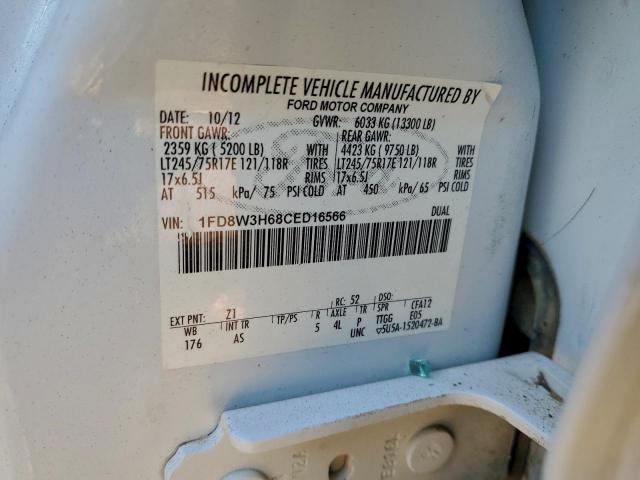 INCOMPLETE VEHICLE MANUFACTURED BY
FORD MOTOR COMPANY
DATE: 10/12 GVWR: 6033 KG (13300 LB)
FRONT GAWR: REAR GAWR:
2359 KG ( 5200 LB) WITH 4423 KG ( 9750 LB) WITH
LT245/75R17E 121/118R TIRES LT245/75R17E 121/118R TIRES
17x6.5J RIMS 17x6.5J RIMS
AT 515 kPa/ 75 PSI COLD AT 450 kPa/ 65 PSI COLD
VIN: 1FD8W3H68CED16566 DUAL
EXT PNT: Z1 RC: 52 DSO:
WB INT TR TP/PS R AXLE TR SPR CFA12
176 AS 5 4L P TTGG E05
UNC 5USA-1520472-BA